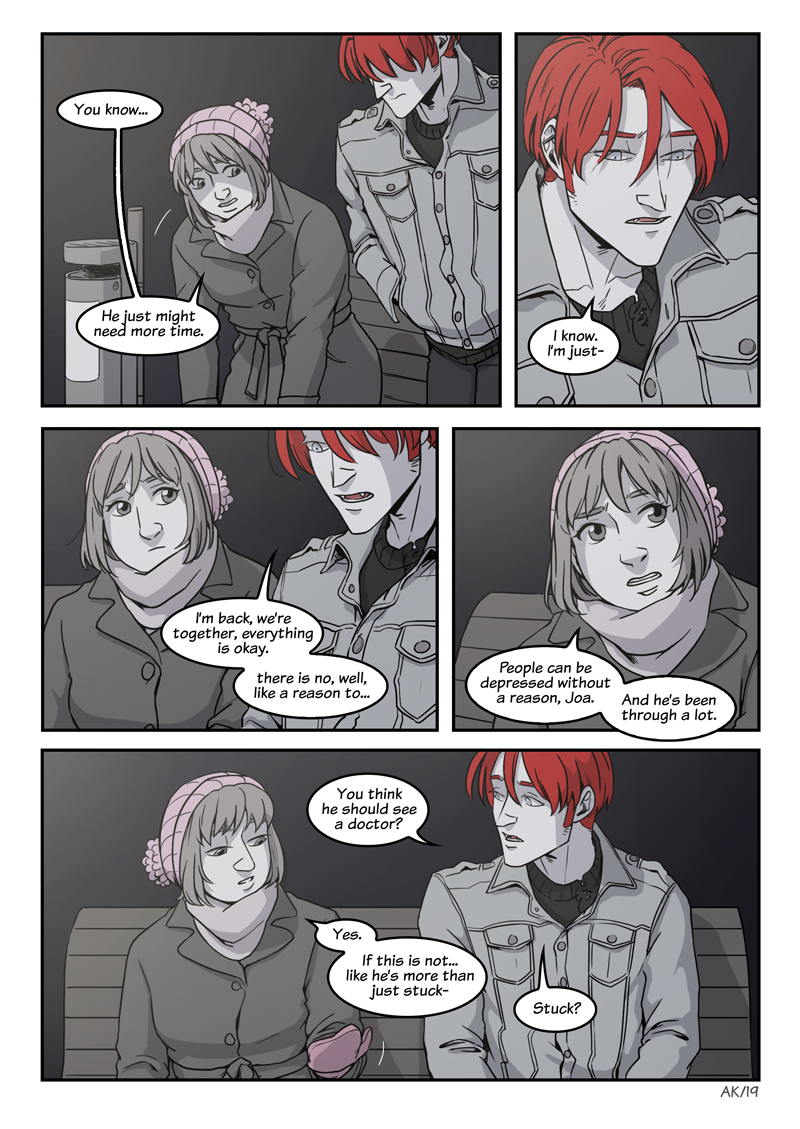 You know...
He just might
need more time.
I know.
I'm just-
I'm back, we're
together, everything
is okay.
there is no, well,
like a reason to...
People can be
depressed without
a reason, Joa.
And he's been
through a lot.
You think
he should see
a doctor?
Yes.
If this is not...
like he's more than
just stuck-
Stuck?
AK/19